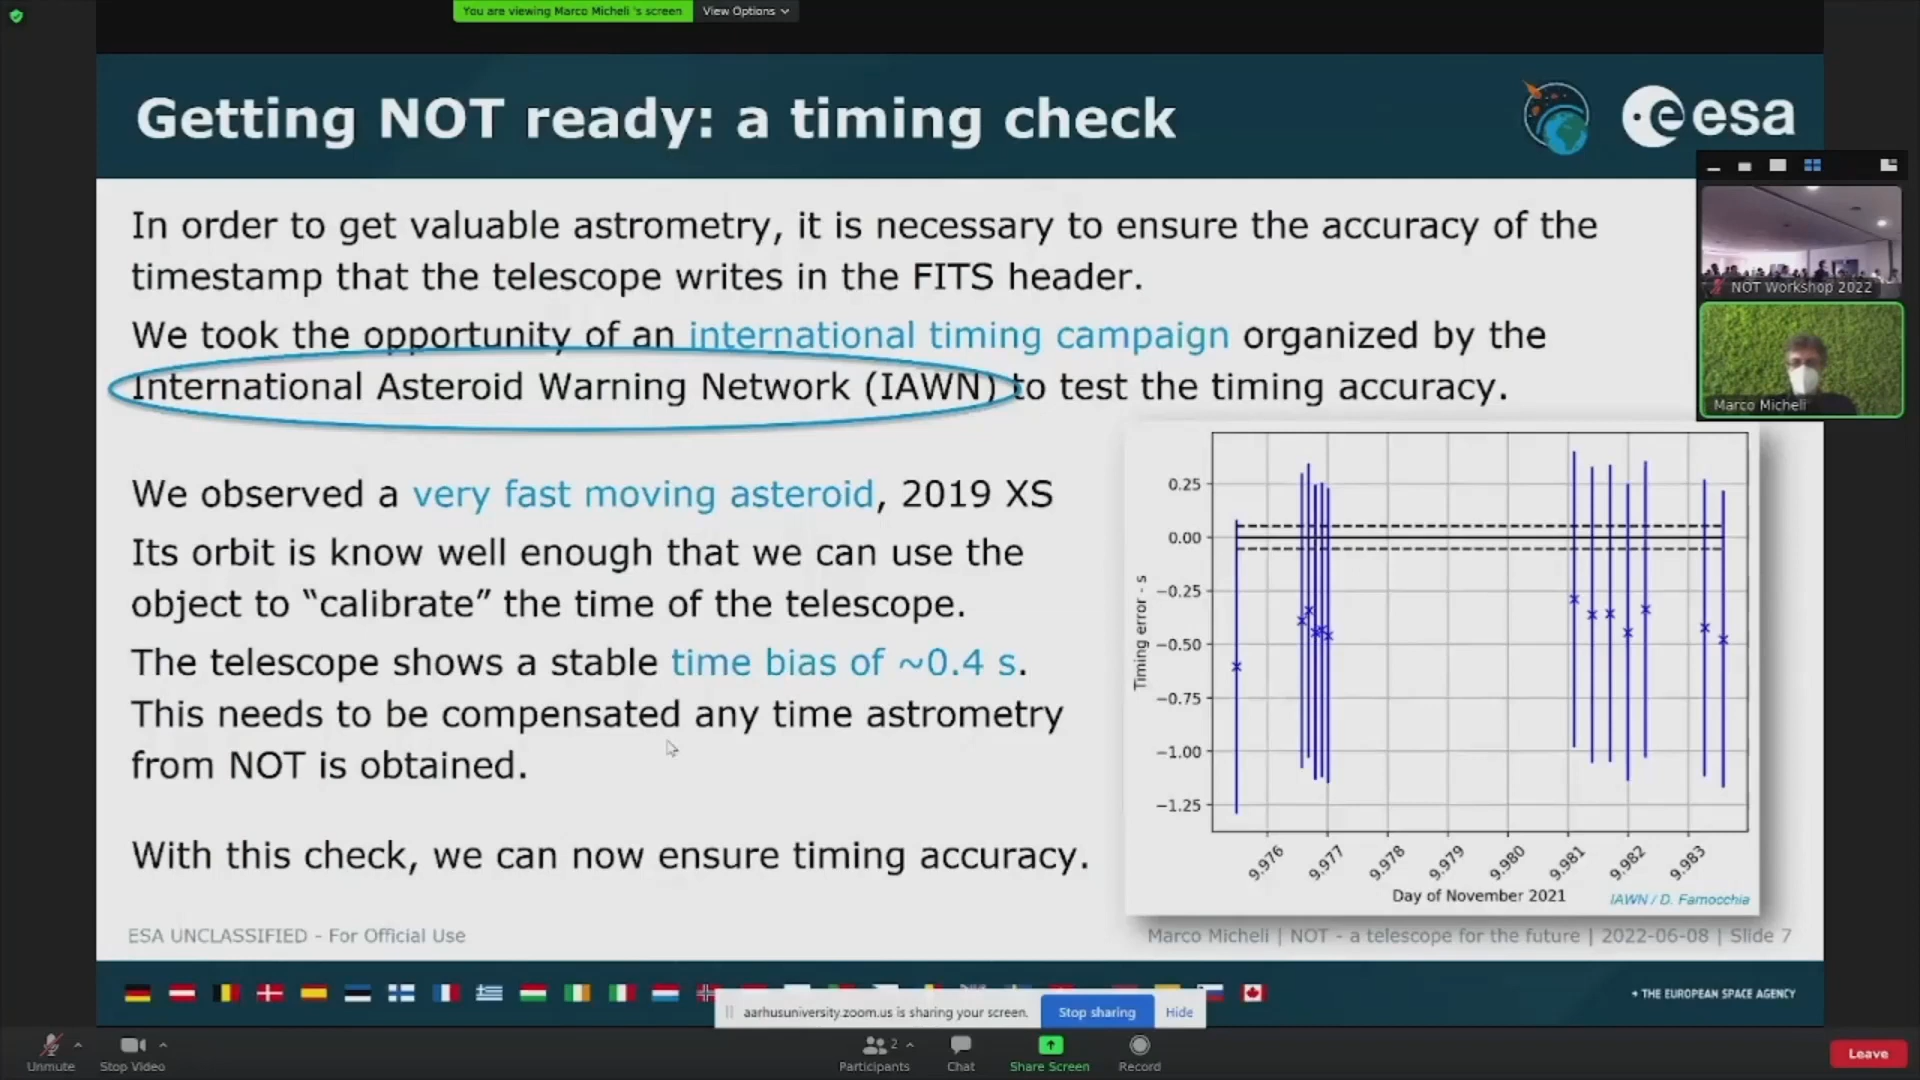 You are viewing Marco Micheli 's screen
View Options
Getting NOT ready: a timing check
esa
In order to get valuable astrometry, it is necessary to ensure the accuracy of the
timestamp that the telescope writes in the FITS header.
We took the opportunity of an international timing campaign organized by the
International Asteroid Warning Network (IAWN) to test the timing accuracy.
NOT Workshop 2022
Marco Micheli
We observed a very fast moving asteroid, 2019 XS
Its orbit is know well enough that we can use the
object to “calibrate” the time of the telescope.
The telescope shows a stable time bias of ~0.4 s.
This needs to be compensated any time astrometry
from NOT is obtained.
With this check, we can now ensure timing accuracy.
Timing error - s
0.25
0.00
−0.25
−0.50
−0.75
−1.00
−1.25
9.976
9.977
9.978
9.979
9.980
9.981
9.982
9.983
Day of November 2021
IAWN / D. Farnocchia
ESA UNCLASSIFIED - For Official Use
Marco Micheli | NOT - a telescope for the future | 2022-06-08 | Slide 7
→ THE EUROPEAN SPACE AGENCY
aarhusuniversity.zoom.us is sharing your screen.
Stop sharing
Hide
Unmute
Stop Video
2
Participants
Chat
Share Screen
Record
Leave